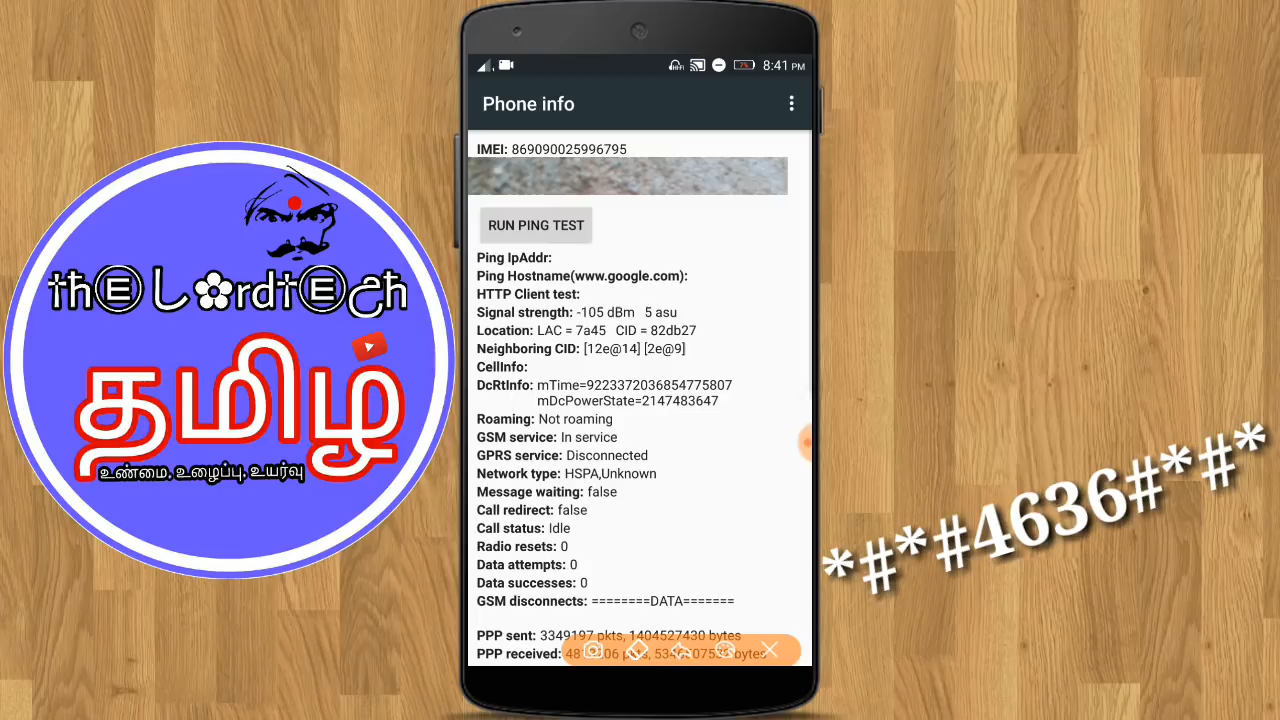 8:41 PM
Phone info
IMEI: 869090025996795
RUN PING TEST
Ping IpAddr:
Ping Hostname(www.google.com):
HTTP Client test:
Signal strength: -105 dBm 5 asu
Location: LAC = 7a45 CID = 82db27
Neighboring CID: [12e@14] [2e@9]
CellInfo:
DcRtInfo: mTime=9223372036854775807
mDcPowerState=2147483647
Roaming: Not roaming
GSM service: In service
GPRS service: Disconnected
Network type: HSPA,Unknown
Message waiting: false
Call redirect: false
Call status: Idle
Radio resets: 0
Data attempts: 0
Data successes: 0
GSM disconnects: ========DATA=======
PPP sent: 3349197 pkts, 1404527430 bytes
PPP received: bytes
thE Lordtech
தமிழ்
உண்மை, உழைப்பு, உயர்வு
*#*#4636#*#*